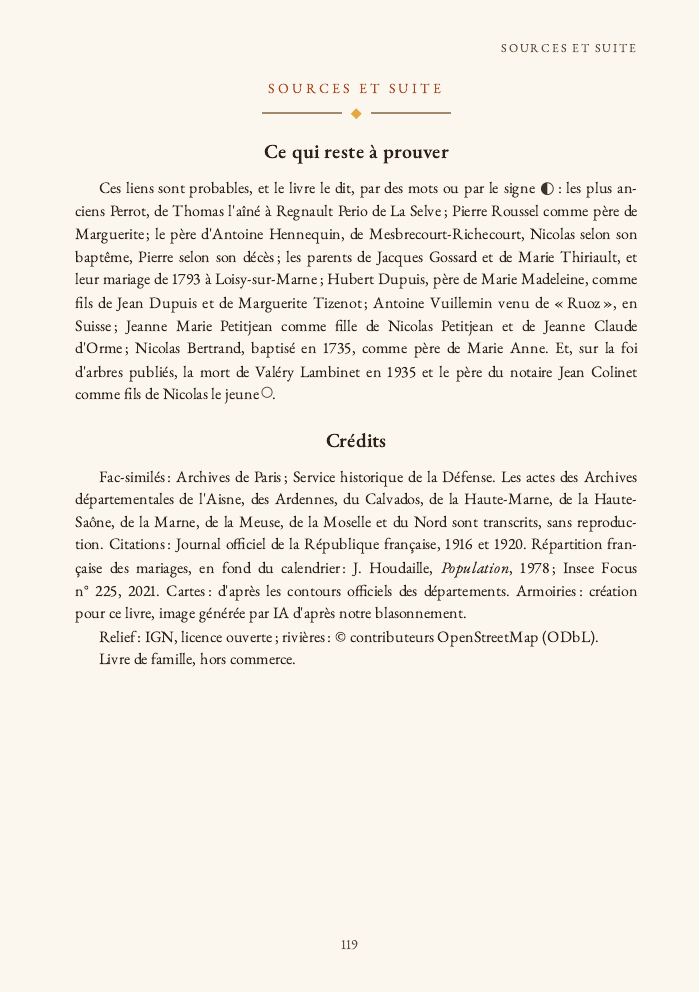 SOURCES ET SUITE
SOURCES ET SUITE
Ce qui reste à prouver
Ces liens sont probables, et le livre le dit, par des mots ou par le signe ◐ : les plus an-
ciens Perrot, de Thomas l'aîné à Regnault Perio de La Selve ; Pierre Roussel comme père de
Marguerite ; le père d'Antoine Hennequin, de Mesbrecourt-Richecourt, Nicolas selon son
baptême, Pierre selon son décès ; les parents de Jacques Gossard et de Marie Thiriault, et
leur mariage de 1793 à Loisy-sur-Marne ; Hubert Dupuis, père de Marie Madeleine, comme
fils de Jean Dupuis et de Marguerite Tizenot ; Antoine Vuillemin venu de « Ruoz », en
Suisse ; Jeanne Marie Petitjean comme fille de Nicolas Petitjean et de Jeanne Claude
d'Orme ; Nicolas Bertrand, baptisé en 1735, comme père de Marie Anne. Et, sur la foi
d'arbres publiés, la mort de Valéry Lambinet en 1935 et le père du notaire Jean Colinet
comme fils de Nicolas le jeune ○.
Crédits
Fac-similés : Archives de Paris ; Service historique de la Défense. Les actes des Archives
départementales de l'Aisne, des Ardennes, du Calvados, de la Haute-Marne, de la Haute-
Saône, de la Marne, de la Meuse, de la Moselle et du Nord sont transcrits, sans reproduc-
tion. Citations : Journal officiel de la République française, 1916 et 1920. Répartition fran-
çaise des mariages, en fond du calendrier : J. Houdaille, Population, 1978 ; Insee Focus
n° 225, 2021. Cartes : d'après les contours officiels des départements. Armoiries : création
pour ce livre, image générée par IA d'après notre blasonnement.
Relief : IGN, licence ouverte ; rivières : © contributeurs OpenStreetMap (ODbL).
Livre de famille, hors commerce.
119